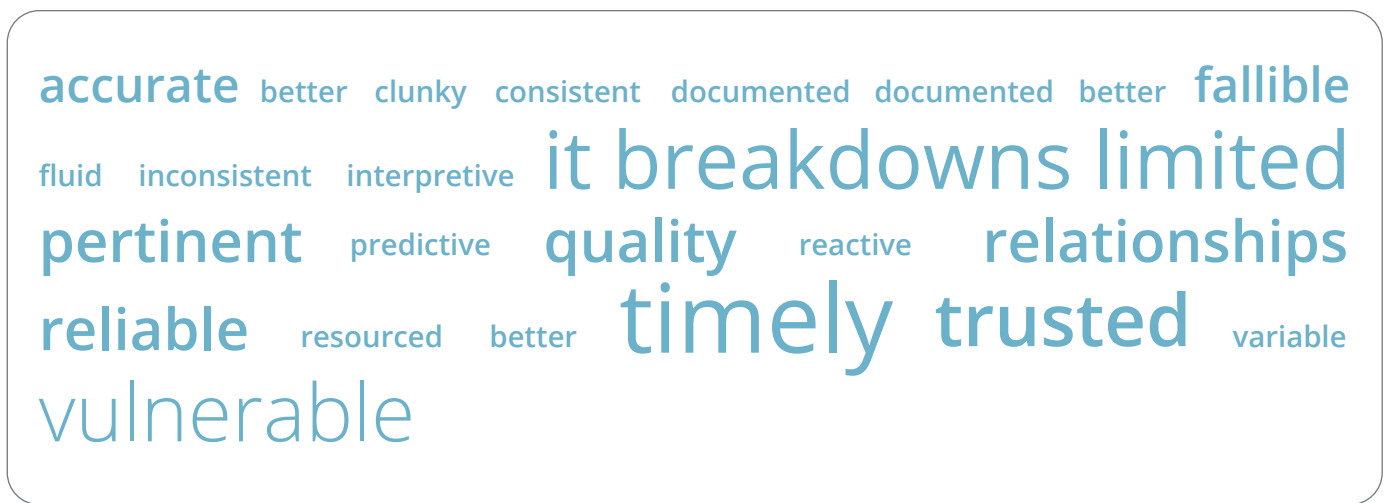 accurate better clunky consistent documented documented better fallible
fluid inconsistent interpretive it breakdowns limited
pertinent predictive quality reactive relationships
reliable resourced better timely trusted variable
vulnerable